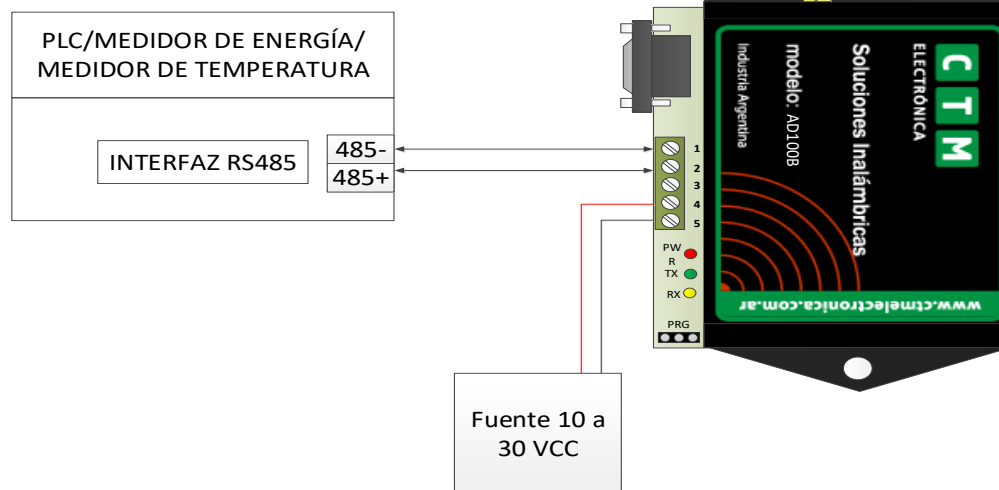 PLC/MEDIDOR DE ENERGÍA/
MEDIDOR DE TEMPERATURA
INTERFAZ RS485
485-
485+
1
2
3
4
5
PW
R
TX
RX
PRG
Fuente 10 a
30 VCC
CTM
ELECTRÓNICA
Soluciones Inalámbricas
modelo: AD100B
Industria Argentina
www.ctmelectronica.com.ar